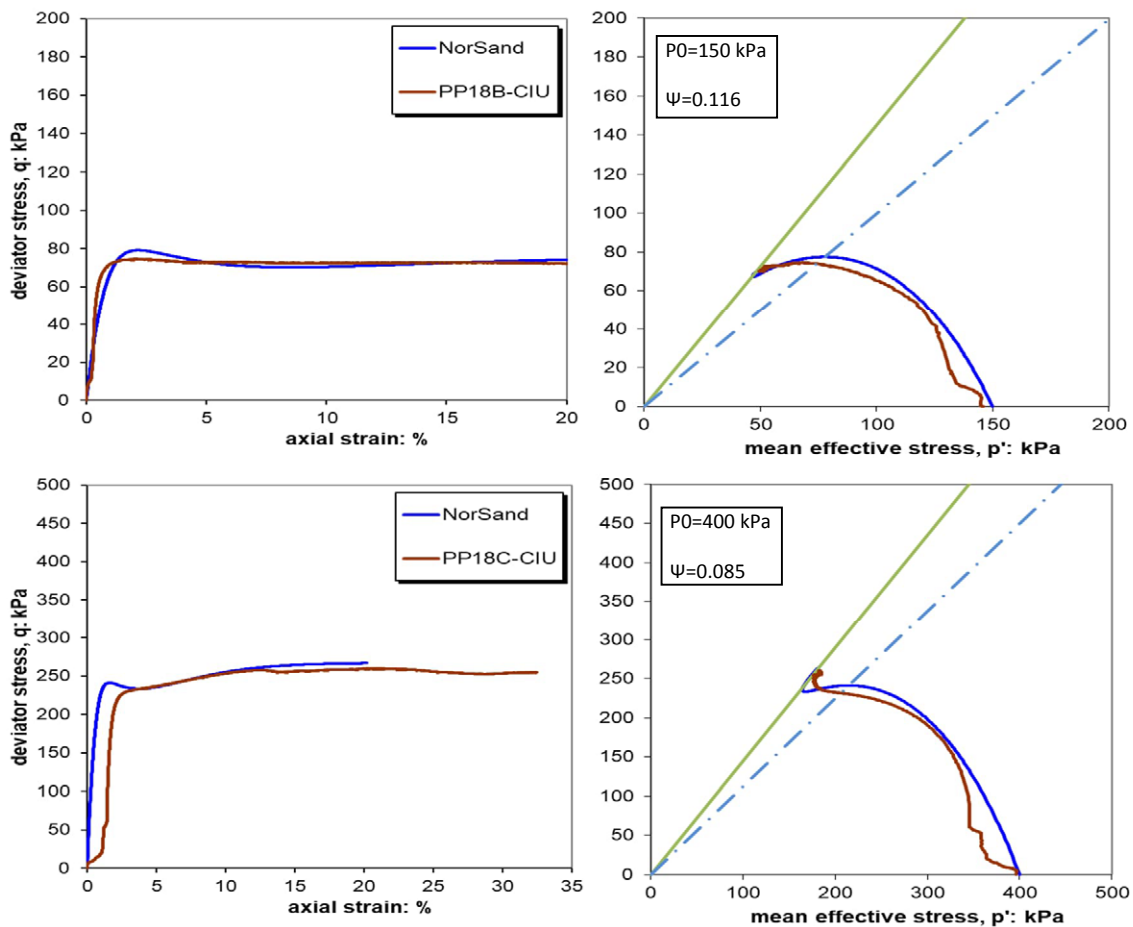 200
180
160
140
120
100
80
60
40
20
0
deviator stress, q: kPa
NorSand
PP18B-CIU
0 5 10 15 20
axial strain: %
200
180
160
140
120
100
80
60
40
20
0
P0=150 kPa
Ψ=0.116
0 50 100 150 200
mean effective stress, p': kPa
500
450
400
350
300
250
200
150
100
50
0
deviator stress, q: kPa
NorSand
PP18C-CIU
0 5 10 15 20 25 30 35
axial strain: %
500
450
400
350
300
250
200
150
100
50
0
P0=400 kPa
Ψ=0.085
0 100 200 300 400 500
mean effective stress, p': kPa